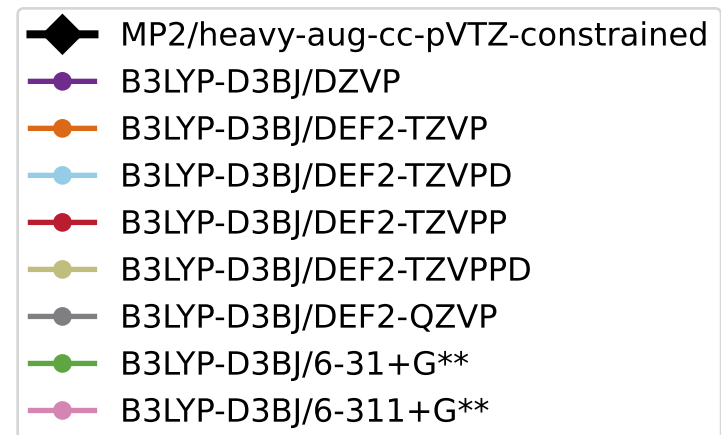 MP2/heavy-aug-cc-pVTZ-constrained
B3LYP-D3BJ/DZVP
B3LYP-D3BJ/DEF2-TZVP
B3LYP-D3BJ/DEF2-TZVPD
B3LYP-D3BJ/DEF2-TZVPP
B3LYP-D3BJ/DEF2-TZVPPD
B3LYP-D3BJ/DEF2-QZVP
B3LYP-D3BJ/6-31+G**
B3LYP-D3BJ/6-311+G**